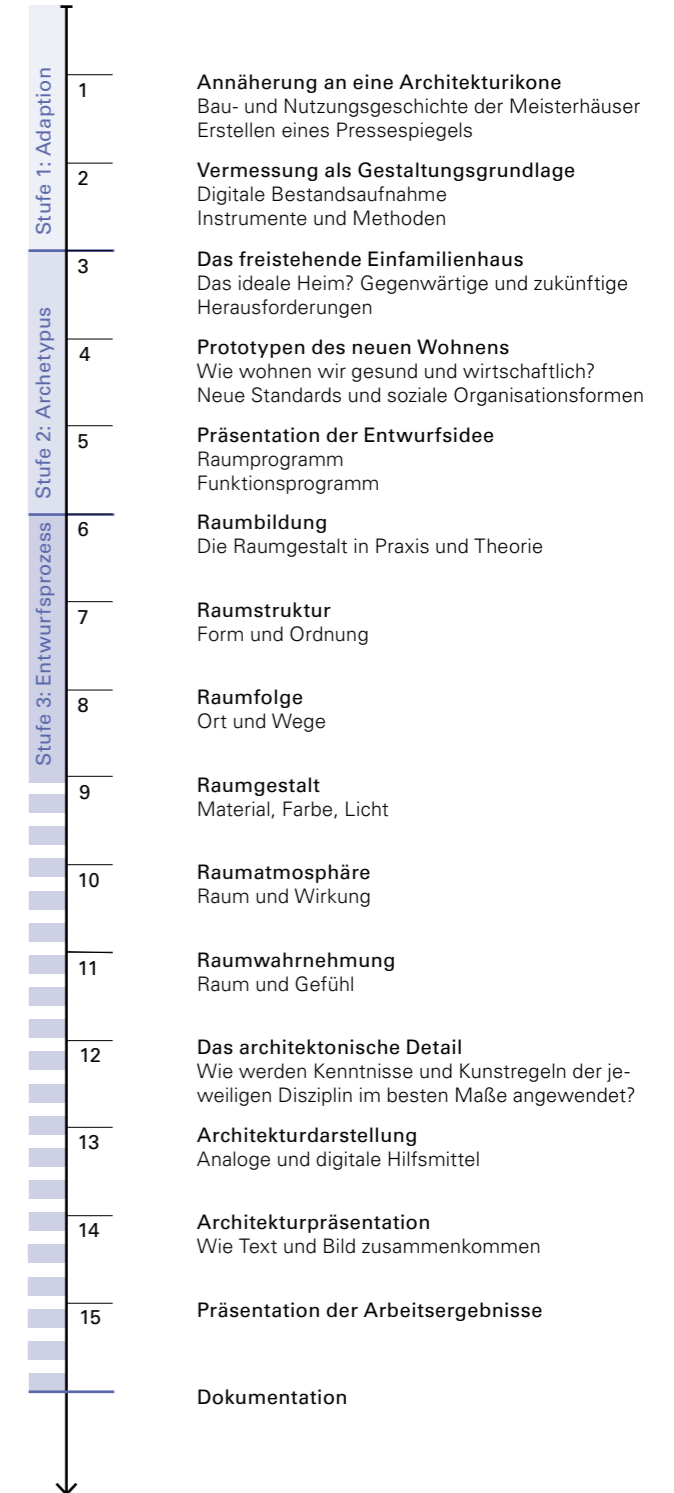 Stufe 1: Adaption
1
Annäherung an eine Architekturikone
Bau- und Nutzungsgeschichte der Meisterhäuser
Erstellen eines Pressespiegels
2
Vermessung als Gestaltungsgrundlage
Digitale Bestandsaufnahme
Instrumente und Methoden
Stufe 2: Archetypus
3
Das freistehende Einfamilienhaus
Das ideale Heim? Gegenwärtige und zukünftige
Herausforderungen
4
Prototypen des neuen Wohnens
Wie wohnen wir gesund und wirtschaftlich?
Neue Standards und soziale Organisationsformen
5
Präsentation der Entwurfsidee
Raumprogramm
Funktionsprogramm
Stufe 3: Entwurfsprozess
6
Raumbildung
Die Raumgestalt in Praxis und Theorie
7
Raumstruktur
Form und Ordnung
8
Raumfolge
Ort und Wege
9
Raumgestalt
Material, Farbe, Licht
10
Raumatmosphäre
Raum und Wirkung
11
Raumwahrnehmung
Raum und Gefühl
12
Das architektonische Detail
Wie werden Kenntnisse und Kunstregeln der je-
weiligen Disziplin im besten Maße angewendet?
13
Architekturdarstellung
Analoge und digitale Hilfsmittel
14
Architekturpräsentation
Wie Text und Bild zusammenkommen
15
Präsentation der Arbeitsergebnisse
Dokumentation